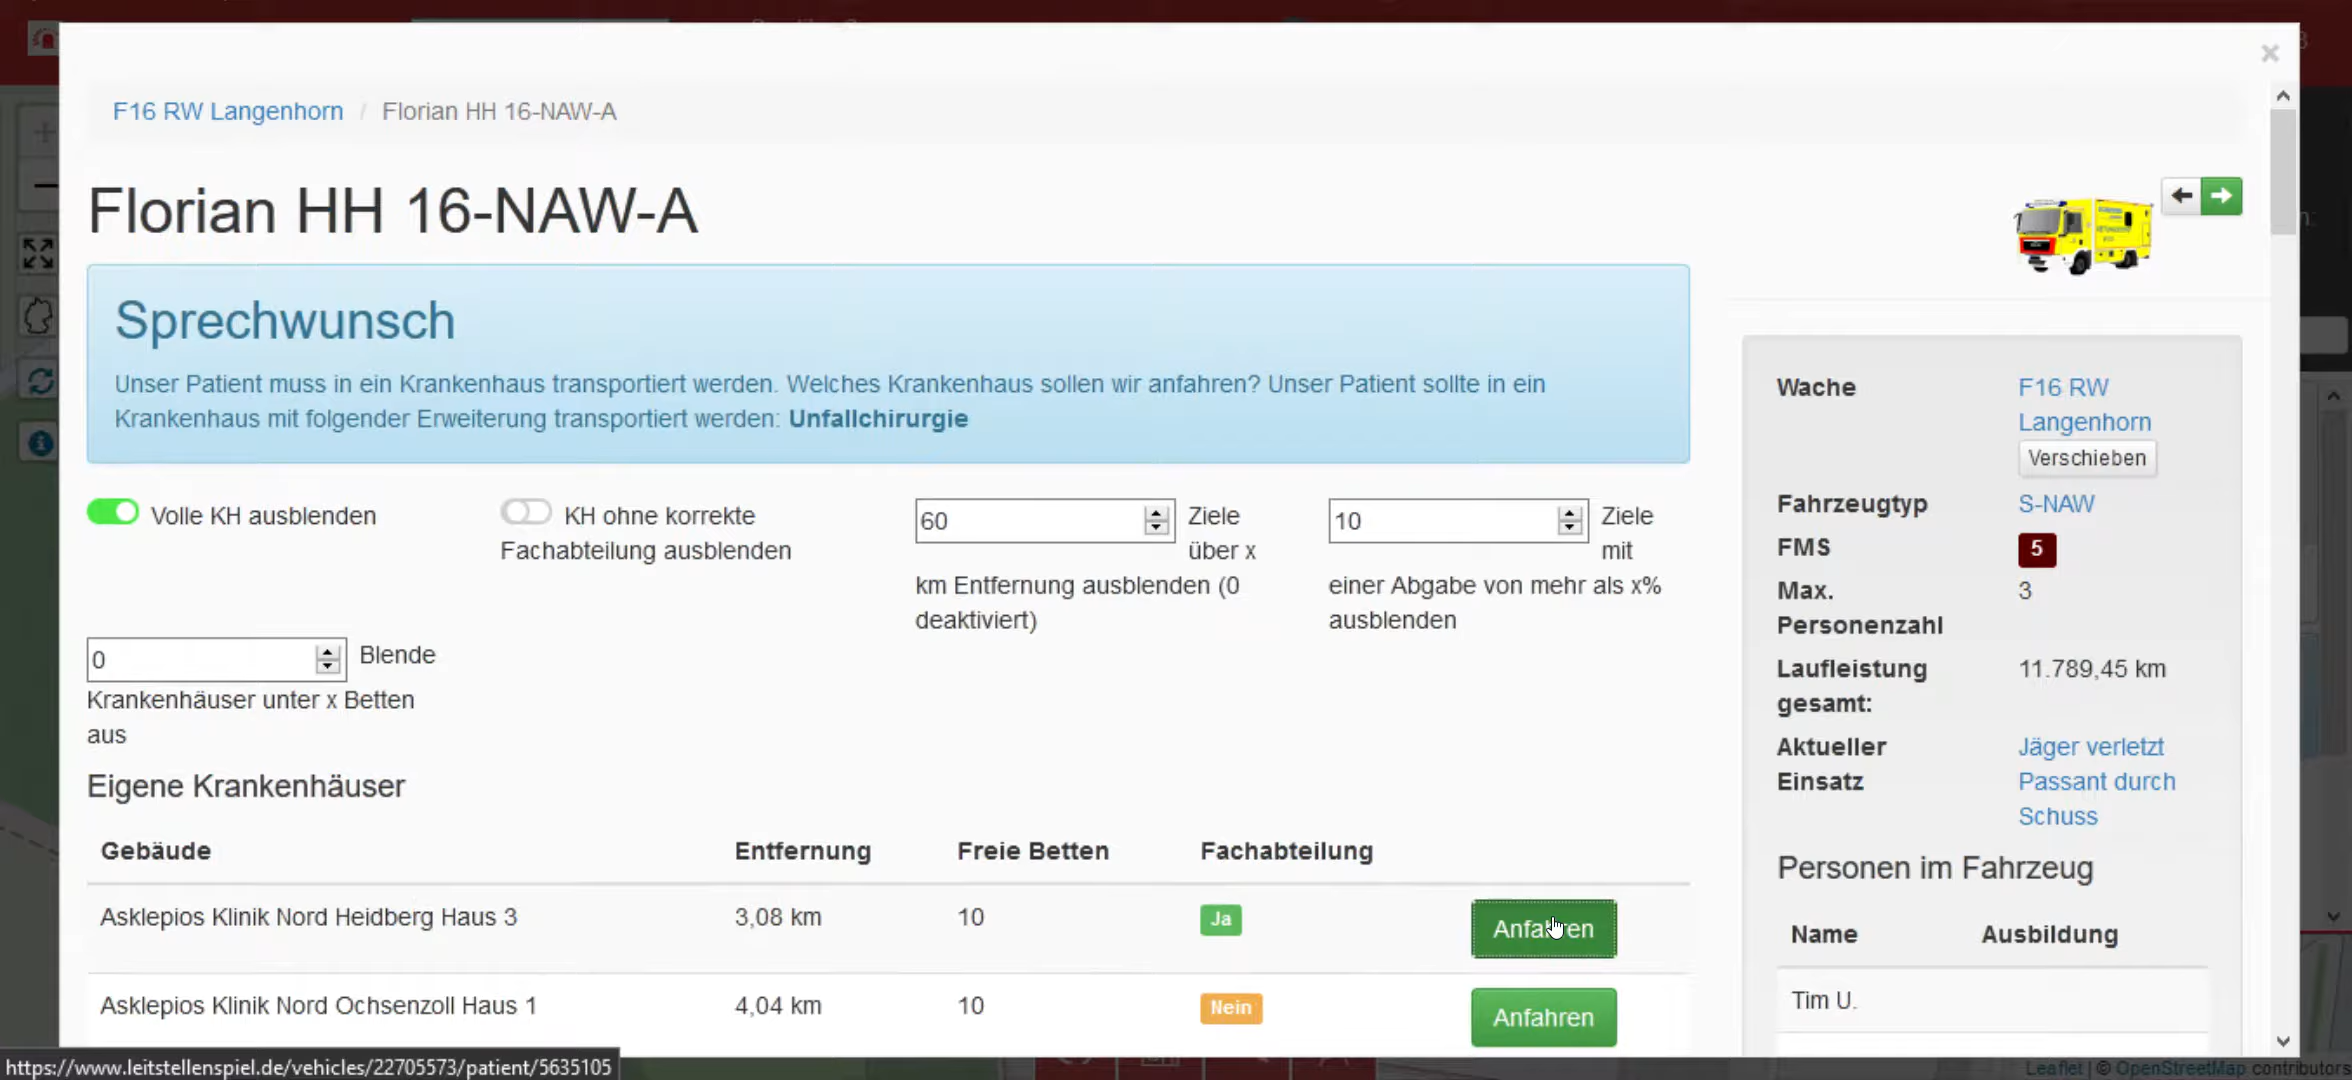 F16 RW Langenhorn / Florian HH 16-NAW-A
Florian HH 16-NAW-A
Sprechwunsch
Unser Patient muss in ein Krankenhaus transportiert werden. Welches Krankenhaus sollen wir anfahren? Unser Patient sollte in ein
Krankenhaus mit folgender Erweiterung transportiert werden: Unfallchirurgie
Volle KH ausblenden
KH ohne korrekte
Fachabteilung ausblenden
60 Ziele
über x
km Entfernung ausblenden (0
deaktiviert)
10 Ziele
mit
einer Abgabe von mehr als x%
ausblenden
0 Blende
Krankenhäuser unter x Betten
aus
Eigene Krankenhäuser
Gebäude Entfernung Freie Betten Fachabteilung
Asklepios Klinik Nord Heidberg Haus 3 3,08 km 10 Ja Anfahren
Asklepios Klinik Nord Ochsenzoll Haus 1 4,04 km 10 Nein Anfahren
Wache F16 RW
Langenhorn
Verschieben
Fahrzeugtyp S-NAW
FMS 5
Max. 3
Personenzahl
Laufleistung 11.789,45 km
gesamt:
Aktueller Jäger verletzt
Einsatz Passant durch
Schuss
Personen im Fahrzeug
Name Ausbildung
Tim U.
https://www.leitstellenspiel.de/vehicles/22705573/patient/5635105
Leaflet | © OpenStreetMap contributors